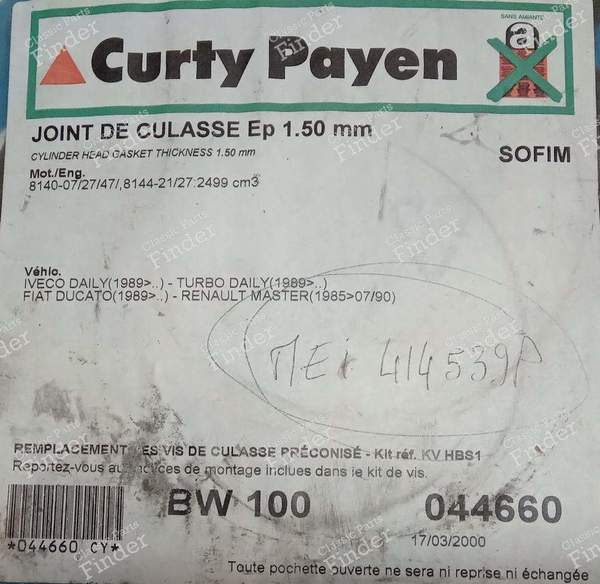 SANS AMIANTE
a
Curty Payen
JOINT DE CULASSE Ep 1.50 mm
CYLINDER HEAD GASKET THICKNESS 1.50 mm
SOFIM
Mot./Eng.
8140-07/27/47/,8144-21/27:2499 cm3
Véhic.
IVECO DAILY(1989>..) - TURBO DAILY(1989>..)
FIAT DUCATO(1989>..) - RENAULT MASTER(1985>07/90)
414539P
REMPLACEMENT DES VIS DE CULASSE PRÉCONISÉ - Kit réf. KV HBS1
Reportez-vous aux notices de montage inclues dans le kit de vis.
BW 100
044660
*044660 CY*
17/03/2000
Toute pochette ouverte ne sera ni reprise ni échangée
Classic Parts
Finder